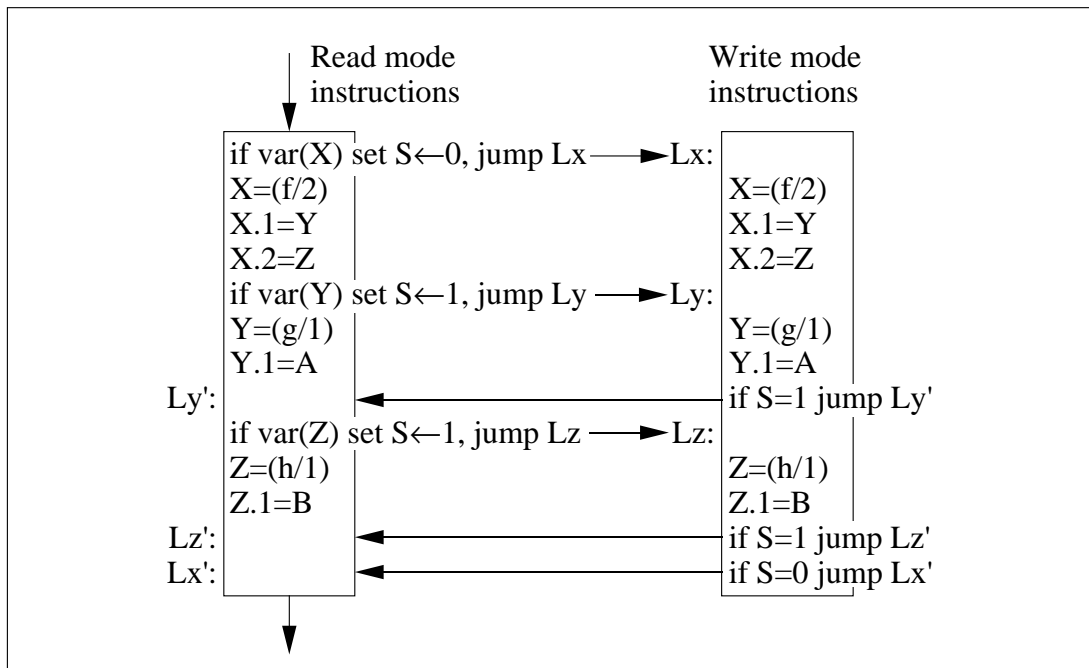 Read mode instructions
Write mode instructions
if var(X) set S←0, jump Lx
Lx:
X=(f/2)
X=(f/2)
X.1=Y
X.1=Y
X.2=Z
X.2=Z
if var(Y) set S←1, jump Ly
Ly:
Y=(g/1)
Y=(g/1)
Y.1=A
Y.1=A
Ly':
if S=1 jump Ly'
if var(Z) set S←1, jump Lz
Lz:
Z=(h/1)
Z=(h/1)
Z.1=B
Z.1=B
Lz':
if S=1 jump Lz'
Lx':
if S=0 jump Lx'